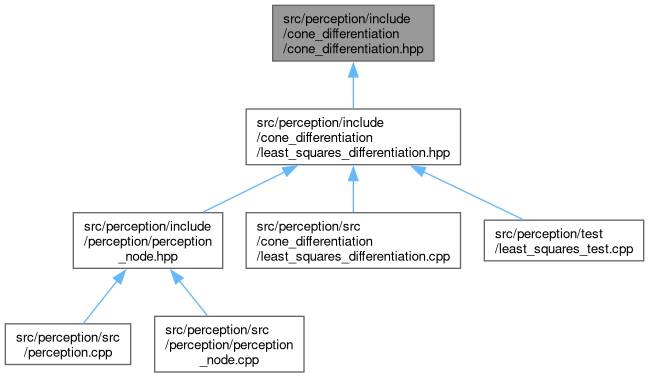 src/perception/include
/cone_differentiation
/cone_differentiation.hpp
src/perception/include
/cone_differentiation
/least_squares_differentiation.hpp
src/perception/include
/perception/perception
_node.hpp
src/perception/src
/cone_differentiation
/least_squares_differentiation.cpp
src/perception/test
/least_squares_test.cpp
src/perception/src
/perception.cpp
src/perception/src
/perception/perception
_node.cpp